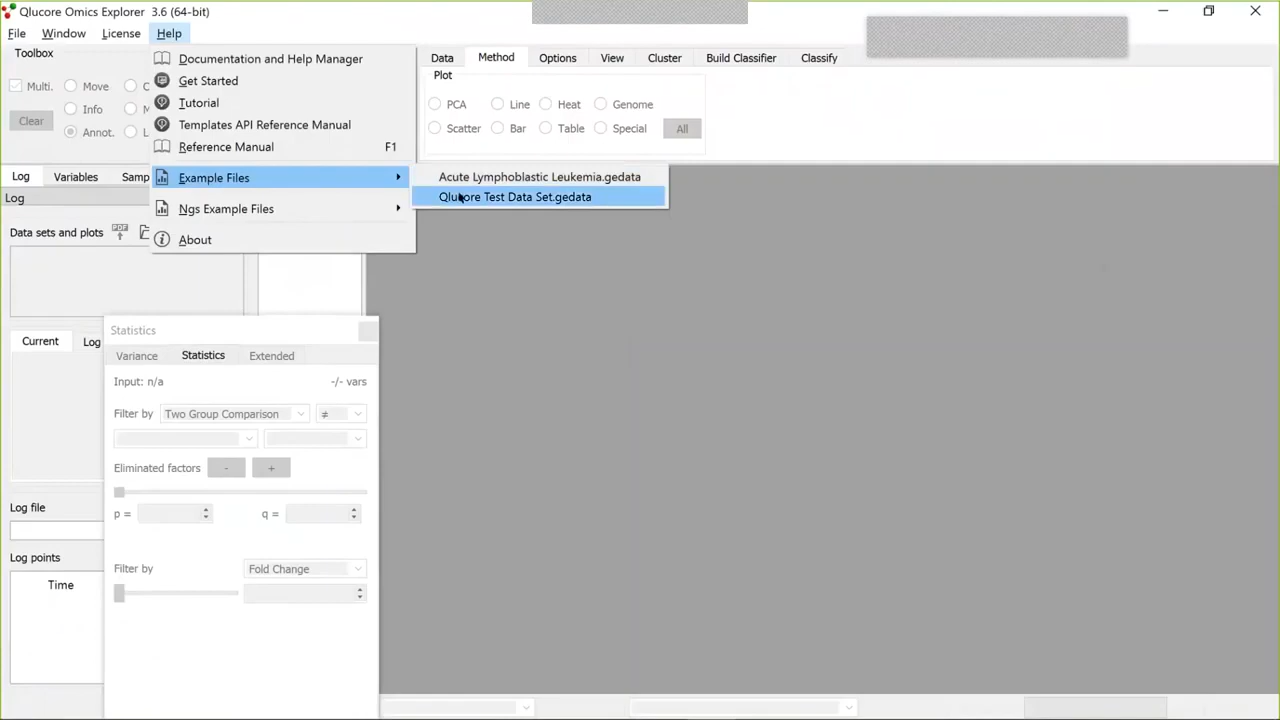 Qlucore Omics Explorer 3.6 (64-bit)
File Window License Help
Toolbox
Multi. Move
Info
Clear Annot.
Documentation and Help Manager
Get Started
Tutorial
Templates API Reference Manual
Reference Manual F1
Example Files
Ngs Example Files
About
Acute Lymphoblastic Leukemia.gedata
Qlucore Test Data Set.gedata
Data Method Options View Cluster Build Classifier Classify
Plot
PCA Line Heat Genome
Scatter Bar Table Special All
Log Variables Samp
Log
Data sets and plots
Current Log
Log file
Log points
Time
Statistics
Variance Statistics Extended
Input: n/a -/- vars
Filter by Two Group Comparison ≠
Eliminated factors - +
p = q =
Filter by Fold Change